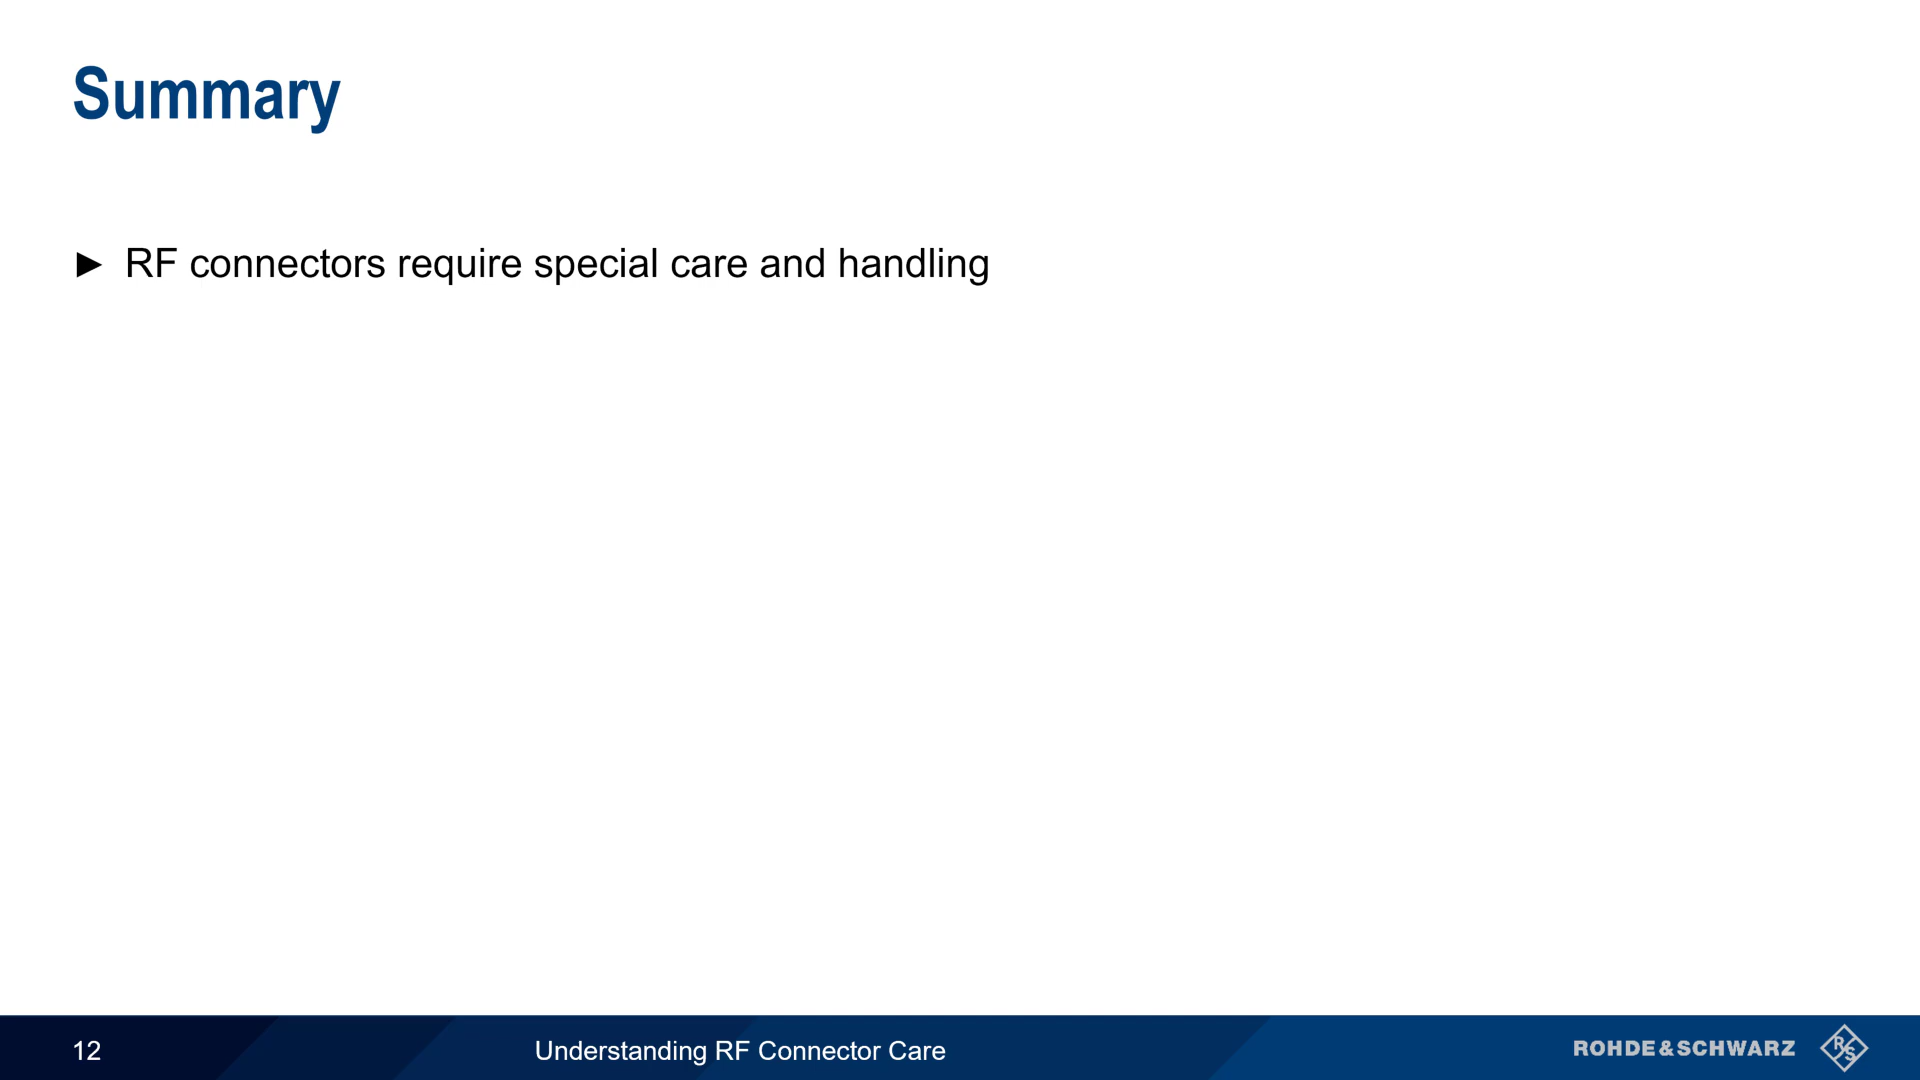 Summary
► RF connectors require special care and handling
12
Understanding RF Connector Care
ROHDE&SCHWARZ
R&S